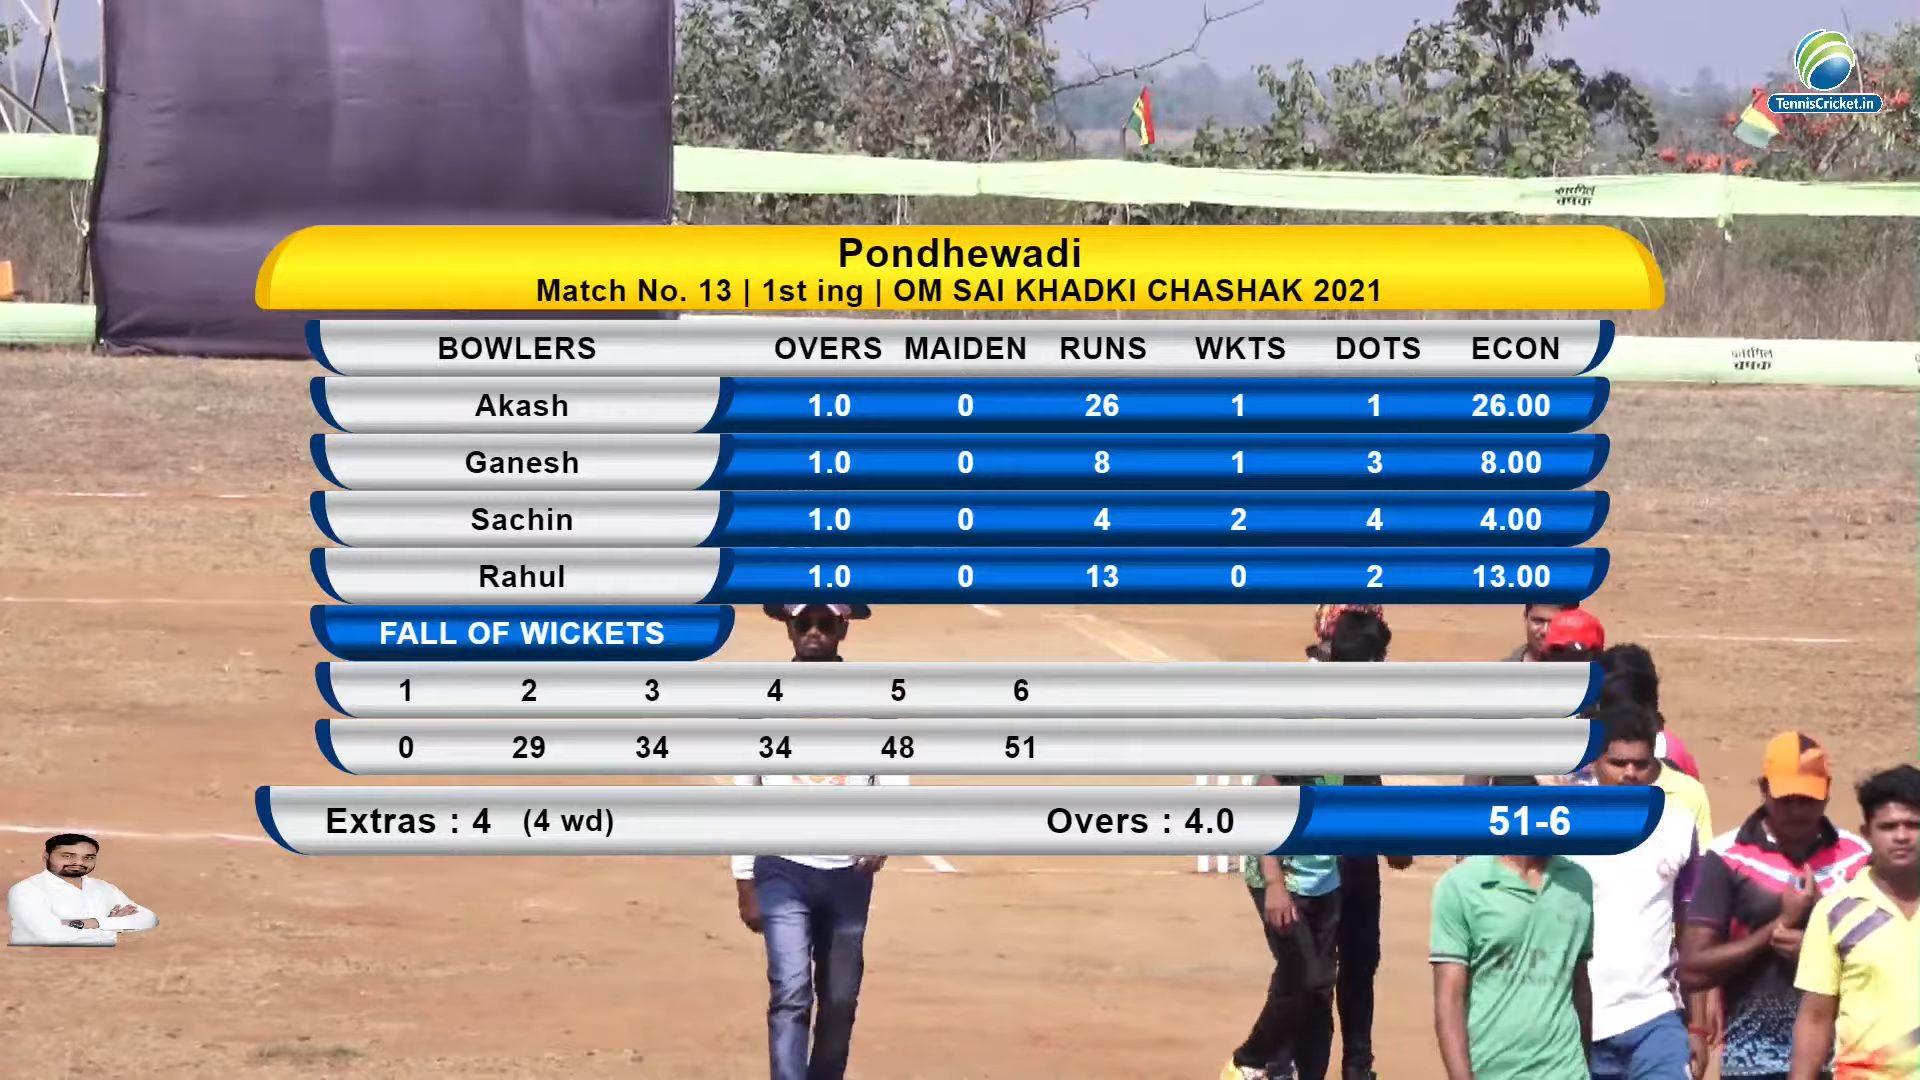 TennisCricket.in
कारगिल
चषक
Pondhewadi
Match No. 13 | 1st ing | OM SAI KHADKI CHASHAK 2021
BOWLERS OVERS MAIDEN RUNS WKTS DOTS ECON
Akash 1.0 0 26 1 1 26.00
Ganesh 1.0 0 8 1 3 8.00
Sachin 1.0 0 4 2 4 4.00
Rahul 1.0 0 13 0 2 13.00
FALL OF WICKETS
1 2 3 4 5 6
0 29 34 34 48 51
Extras : 4 (4 wd) Overs : 4.0 51-6
कारगिल
चषक